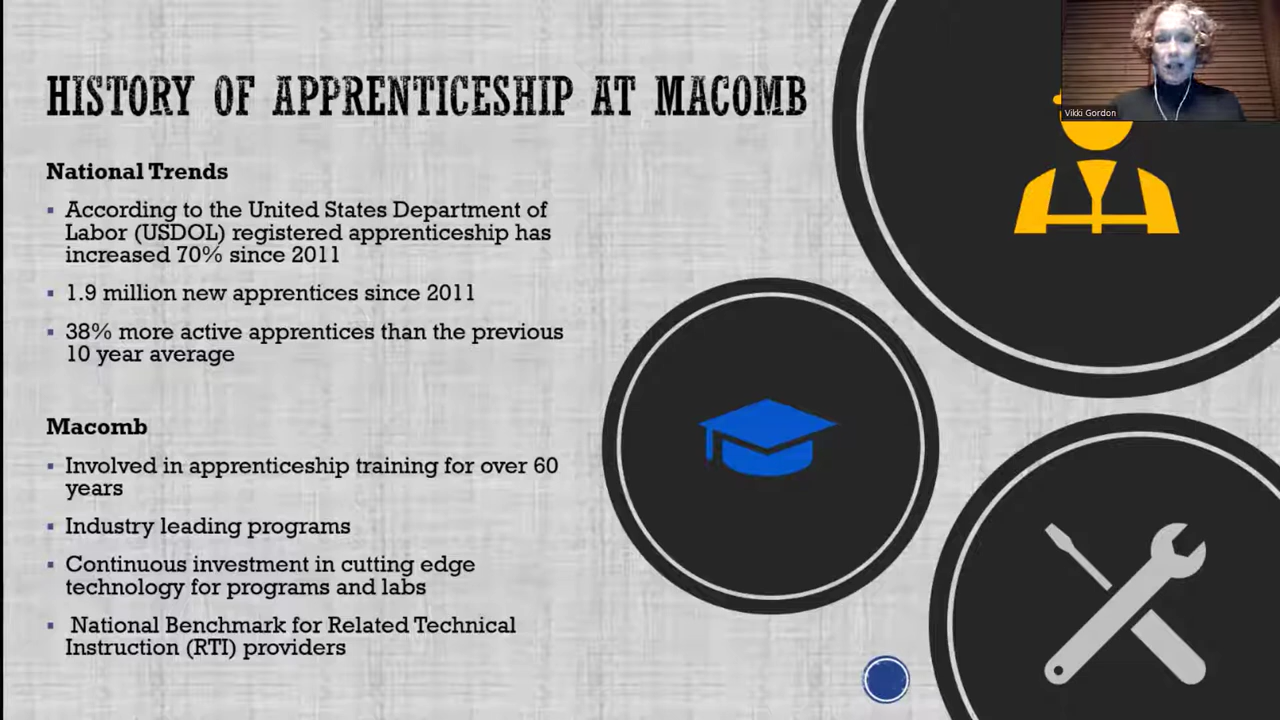 HISTORY OF APPRENTICESHIP AT MACOMB
Vikki Gordon
National Trends
▪ According to the United States Department of
Labor (USDOL) registered apprenticeship has
increased 70% since 2011
▪ 1.9 million new apprentices since 2011
▪ 38% more active apprentices than the previous
10 year average
Macomb
▪ Involved in apprenticeship training for over 60
years
▪ Industry leading programs
▪ Continuous investment in cutting edge
technology for programs and labs
▪ National Benchmark for Related Technical
Instruction (RTI) providers